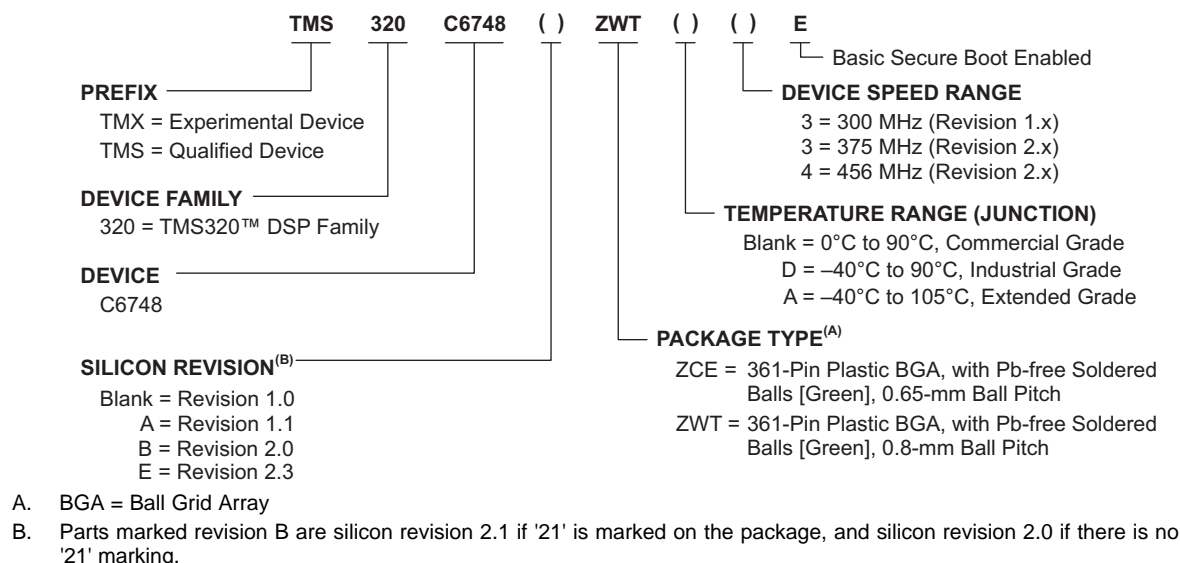 TMS 320 C6748 ( ) ZWT ( ) ( ) E
Basic Secure Boot Enabled
PREFIX
TMX = Experimental Device
TMS = Qualified Device
DEVICE SPEED RANGE
3 = 300 MHz (Revision 1.x)
3 = 375 MHz (Revision 2.x)
4 = 456 MHz (Revision 2.x)
DEVICE FAMILY
320 = TMS320™ DSP Family
TEMPERATURE RANGE (JUNCTION)
Blank = 0°C to 90°C, Commercial Grade
D = –40°C to 90°C, Industrial Grade
A = –40°C to 105°C, Extended Grade
DEVICE
C6748
PACKAGE TYPE(A)
ZCE = 361-Pin Plastic BGA, with Pb-free Soldered
Balls [Green], 0.65-mm Ball Pitch
ZWT = 361-Pin Plastic BGA, with Pb-free Soldered
Balls [Green], 0.8-mm Ball Pitch
SILICON REVISION(B)
Blank = Revision 1.0
A = Revision 1.1
B = Revision 2.0
E = Revision 2.3
A. BGA = Ball Grid Array
B. Parts marked revision B are silicon revision 2.1 if '21' is marked on the package, and silicon revision 2.0 if there is no
'21' marking.